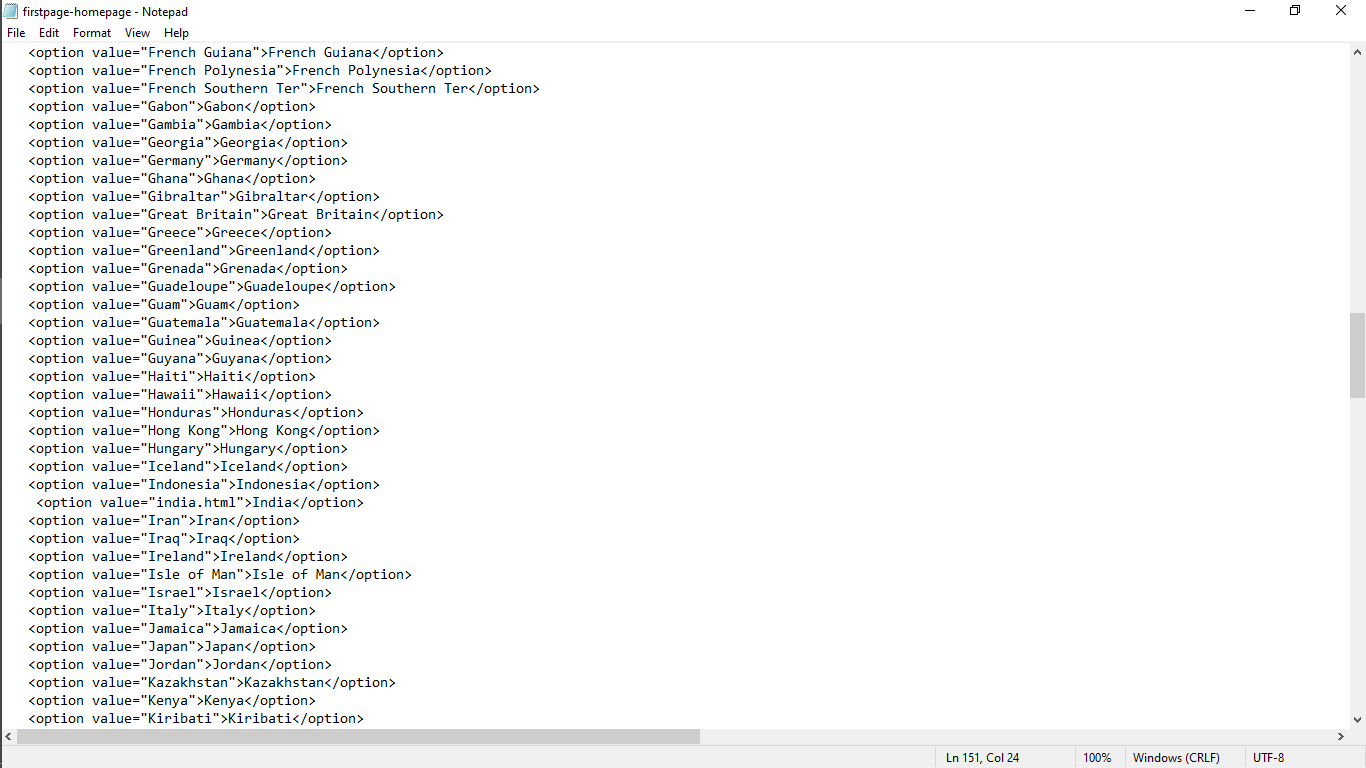 firstpage-homepage - Notepad
File Edit Format View Help
<option value="French Guiana">French Guiana</option>
<option value="French Polynesia">French Polynesia</option>
<option value="French Southern Ter">French Southern Ter</option>
<option value="Gabon">Gabon</option>
<option value="Gambia">Gambia</option>
<option value="Georgia">Georgia</option>
<option value="Germany">Germany</option>
<option value="Ghana">Ghana</option>
<option value="Gibraltar">Gibraltar</option>
<option value="Great Britain">Great Britain</option>
<option value="Greece">Greece</option>
<option value="Greenland">Greenland</option>
<option value="Grenada">Grenada</option>
<option value="Guadeloupe">Guadeloupe</option>
<option value="Guam">Guam</option>
<option value="Guatemala">Guatemala</option>
<option value="Guinea">Guinea</option>
<option value="Guyana">Guyana</option>
<option value="Haiti">Haiti</option>
<option value="Hawaii">Hawaii</option>
<option value="Honduras">Honduras</option>
<option value="Hong Kong">Hong Kong</option>
<option value="Hungary">Hungary</option>
<option value="Iceland">Iceland</option>
<option value="Indonesia">Indonesia</option>
<option value="india.html">India</option>
<option value="Iran">Iran</option>
<option value="Iraq">Iraq</option>
<option value="Ireland">Ireland</option>
<option value="Isle of Man">Isle of Man</option>
<option value="Israel">Israel</option>
<option value="Italy">Italy</option>
<option value="Jamaica">Jamaica</option>
<option value="Japan">Japan</option>
<option value="Jordan">Jordan</option>
<option value="Kazakhstan">Kazakhstan</option>
<option value="Kenya">Kenya</option>
<option value="Kiribati">Kiribati</option>
Ln 151, Col 24 100% Windows (CRLF) UTF-8